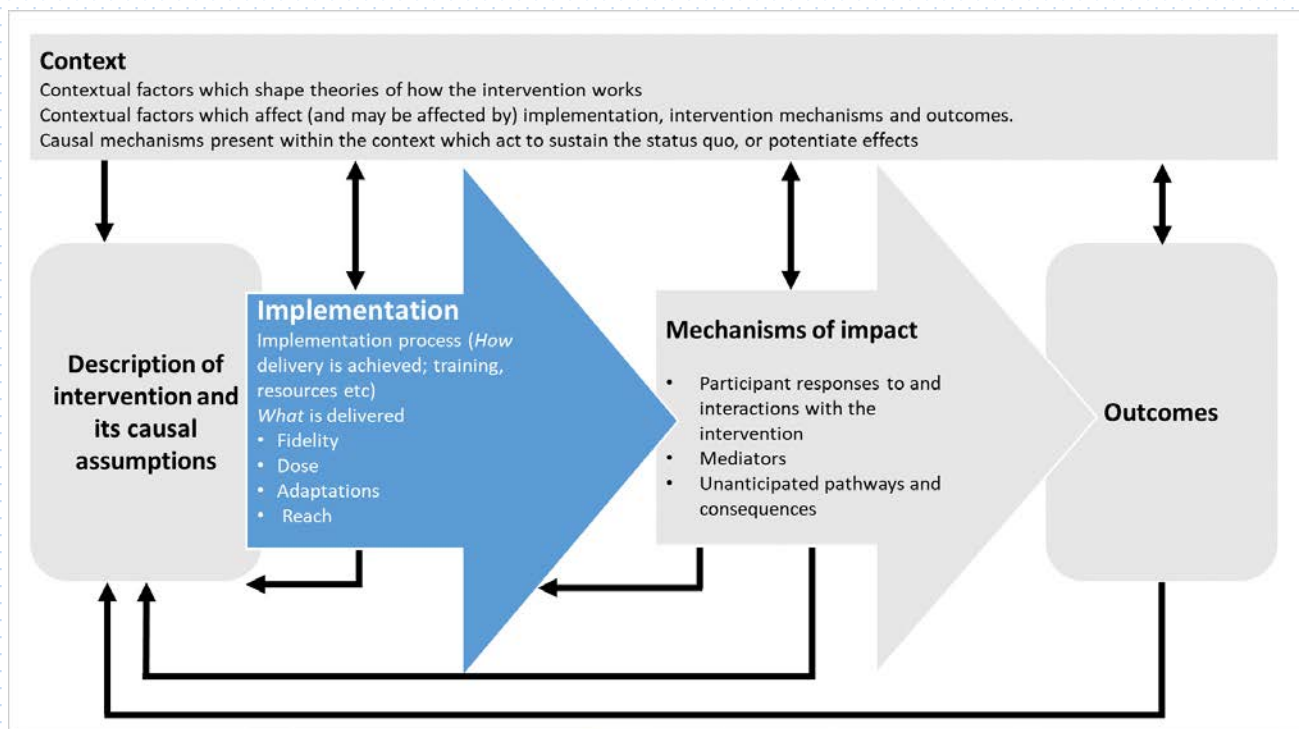 Context
Contextual factors which shape theories of how the intervention works
Contextual factors which affect (and may be affected by) implementation, intervention mechanisms and outcomes.
Causal mechanisms present within the context which act to sustain the status quo, or potentiate effects
Description of
intervention and
its causal
assumptions
Implementation
Implementation process (How
delivery is achieved; training,
resources etc)
What is delivered
• Fidelity
• Dose
• Adaptations
• Reach
Mechanisms of impact
• Participant responses to and
interactions with the
intervention
• Mediators
• Unanticipated pathways and
consequences
Outcomes